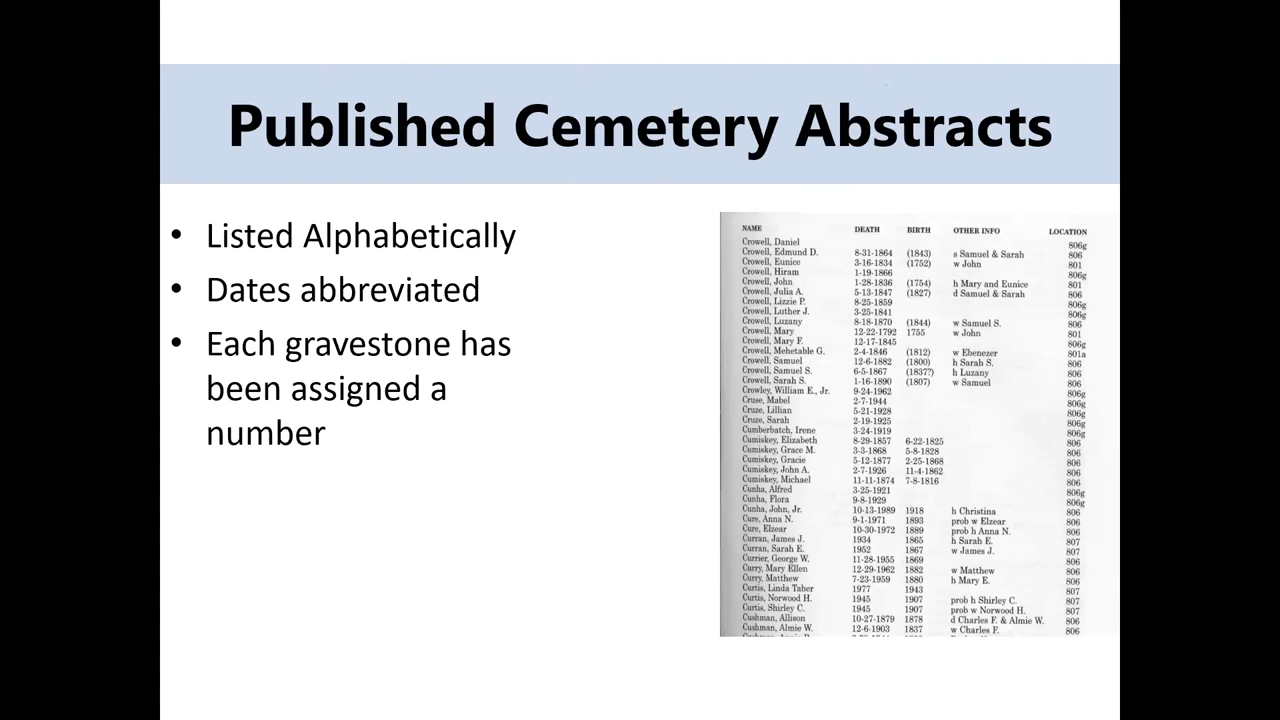 Published Cemetery Abstracts
• Listed Alphabetically
• Dates abbreviated
• Each gravestone has
been assigned a
number
NAME DEATH BIRTH OTHER INFO LOCATION
Crowell, Daniel 806g
Crowell, Edmund D. 8-31-1864 (1843) s Samuel & Sarah 806
Crowell, Eunice 3-16-1834 (1752) w John 801
Crowell, Hiram 1-19-1866 806g
Crowell, John 1-28-1836 (1754) h Mary and Eunice 801
Crowell, Julia A. 5-13-1847 (1827) d Samuel & Sarah 806
Crowell, Lizzie P. 8-25-1859 806g
Crowell, Luther J. 3-25-1841 806g
Crowell, Luzany 8-18-1870 (1844) w Samuel S. 806
Crowell, Mary 12-22-1792 1755 w John 801
Crowell, Mary F. 12-17-1845 806g
Crowell, Mehetable G. 2-4-1846 (1812) w Ebenezer 801a
Crowell, Samuel 12-6-1882 (1800) h Sarah S. 806
Crowell, Samuel S. 6-5-1867 (1837?) h Luzany 806
Crowell, Sarah S. 1-16-1890 (1807) w Samuel 806
Crowley, William E., Jr. 9-24-1962 806g
Cruse, Mabel 2-7-1944 806g
Cruze, Lillian 5-21-1928 806g
Cruze, Sarah 2-19-1925 806g
Cumberbatch, Irene 3-24-1919 806g
Cumiskey, Elizabeth 8-29-1857 6-22-1825 806
Cumiskey, Grace M. 3-3-1868 5-8-1828 806
Cumiskey, Gracie 5-12-1877 2-25-1868 806
Cumiskey, John A. 2-7-1926 11-4-1862 806
Cumiskey, Michael 11-11-1874 7-8-1816 806
Cunha, Alfred 3-25-1921 806g
Cunha, Flora 9-8-1929 806g
Cunha, John, Jr. 10-13-1989 1918 h Christina 806
Cure, Anna N. 9-1-1971 1893 prob w Elzear 806
Cure, Elzear 10-30-1972 1889 prob h Anna N. 806
Curran, James J. 1934 1865 h Sarah E. 807
Curran, Sarah E. 1952 1867 w James J. 807
Currier, George W. 11-28-1955 1869 806
Curry, Mary Ellen 12-29-1962 1882 w Matthew 806
Curry, Matthew 7-23-1959 1880 h Mary E. 806
Curtis, Linda Taber 1977 1943 807
Curtis, Norwood H. 1945 1907 prob h Shirley C. 807
Curtis, Shirley C. 1945 1907 prob w Norwood H. 807
Cushman, Allison 10-27-1879 1878 d Charles F. & Almie W. 806
Cushman, Almie W. 12-6-1903 1837 w Charles F. 806